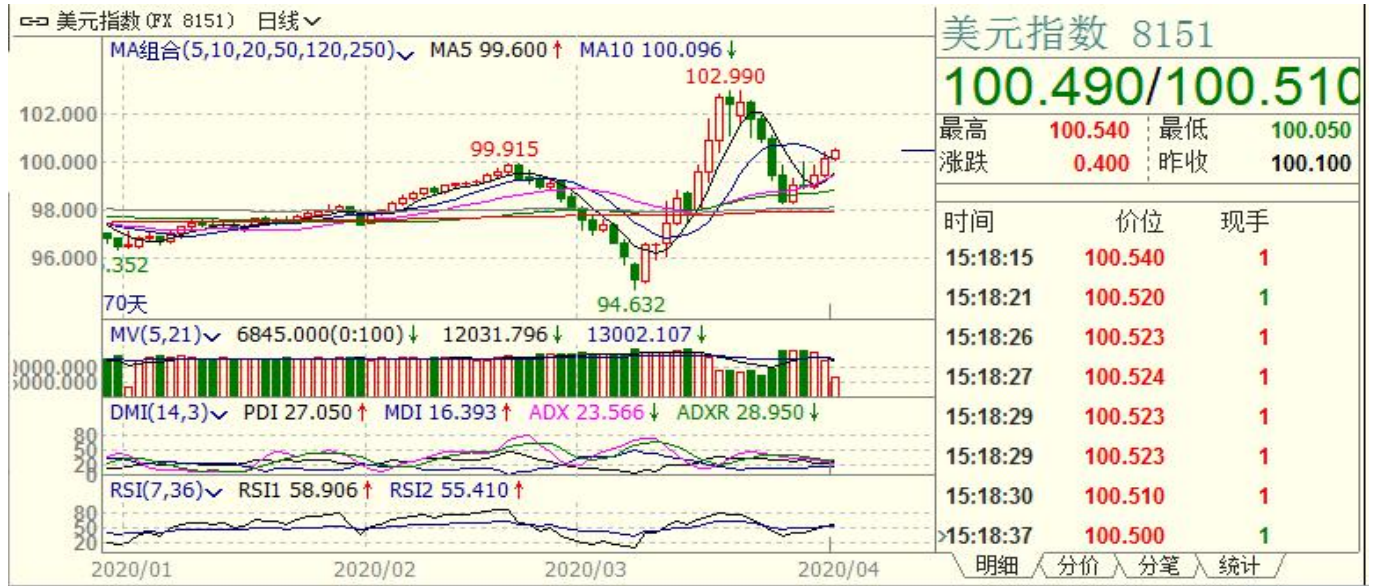 美元指数(FX 8151) 日线
MA组合(5,10,20,50,120,250) MA5 99.600↑ MA10 100.096↓
102.990
102.000
99.915
100.000
98.000
96.000
.352
70天
94.632
MV(5,21) 6845.000(0:100)↓ 12031.796↓ 13002.107↓
0000.000
5000.000
DMI(14,3) PDI 27.050↑ MDI 16.393↑ ADX 23.566↓ ADXR 28.950↓
80
50
20
0
RSI(7,36) RSI1 58.906↑ RSI2 55.410↑
80
50
20
2020/01 2020/02 2020/03 2020/04
美元指数 8151
100.490/100.510
最高 100.540 最低 100.050
涨跌 0.400 昨收 100.100
时间 价位 现手
15:18:15 100.540 1
15:18:21 100.520 1
15:18:26 100.523 1
15:18:27 100.524 1
15:18:29 100.523 1
15:18:29 100.523 1
15:18:30 100.510 1
>15:18:37 100.500 1
明细 分价 分笔 统计